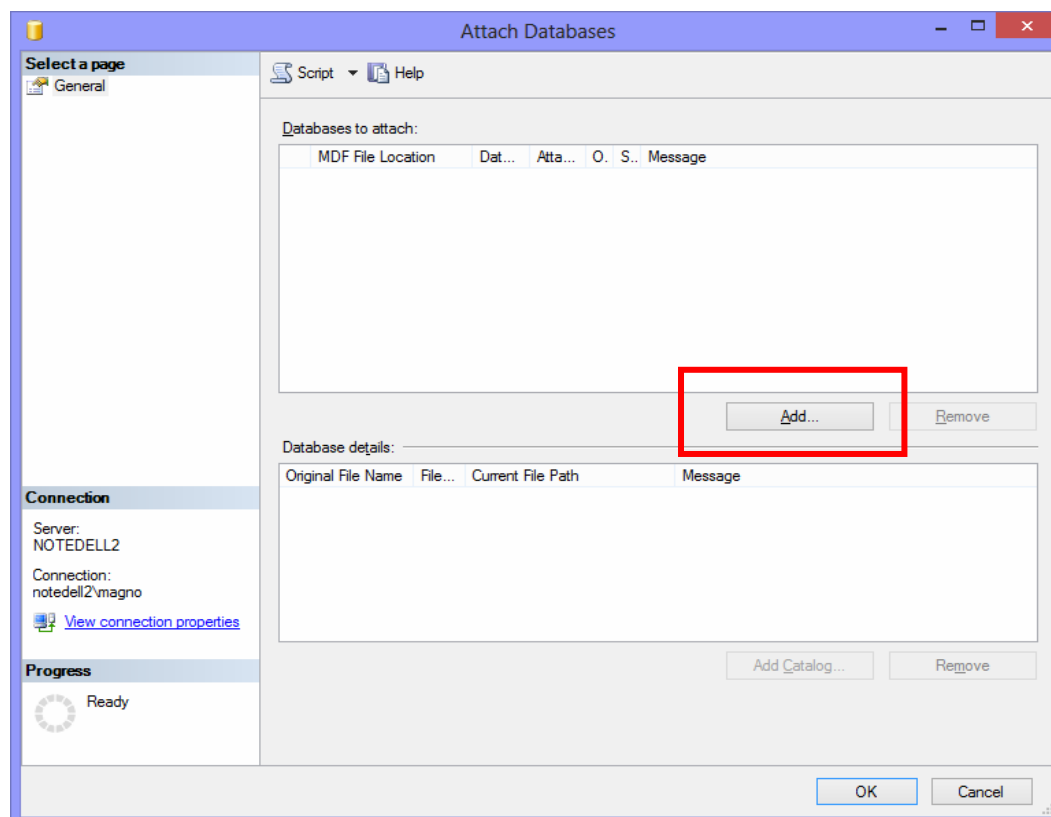 Attach Databases
Select a page
General
Script Help
Databases to attach:
MDF File Location Dat... Atta... O. S.. Message
Add... Remove
Database details:
Original File Name File... Current File Path Message
Connection
Server:
NOTEDELL2
Connection:
notedell2\magno
View connection properties
Add Catalog... Remove
Progress
Ready
OK Cancel